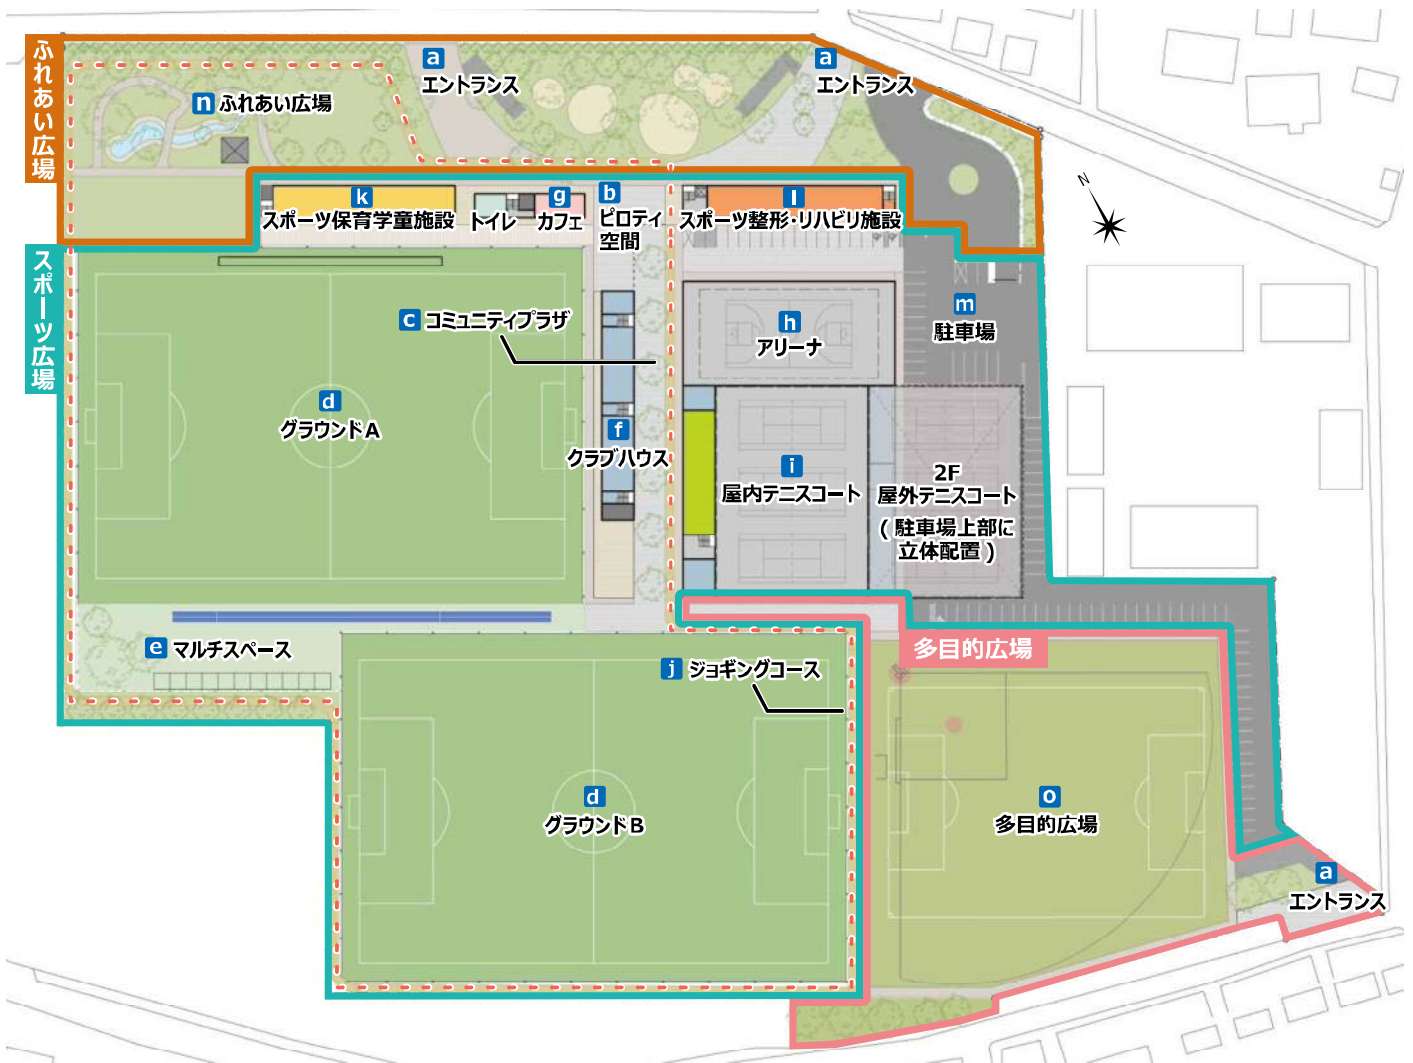 ふれあい広場
a
エントランス
a
エントランス
n ふれあい広場
N
k
スポーツ保育学童施設
トイレ
g
カフェ
b
ピロティ
空間
l
スポーツ整形・リハビリ施設
スポーツ広場
c コミュニティプラザ
h
アリーナ
m
駐車場
d
グラウンドA
f
クラブハウス
i
屋内テニスコート
2F
屋外テニスコート
(駐車場上部に
立体配置)
e マルチスペース
j ジョギングコース
多目的広場
d
グラウンドB
o
多目的広場
a
エントランス